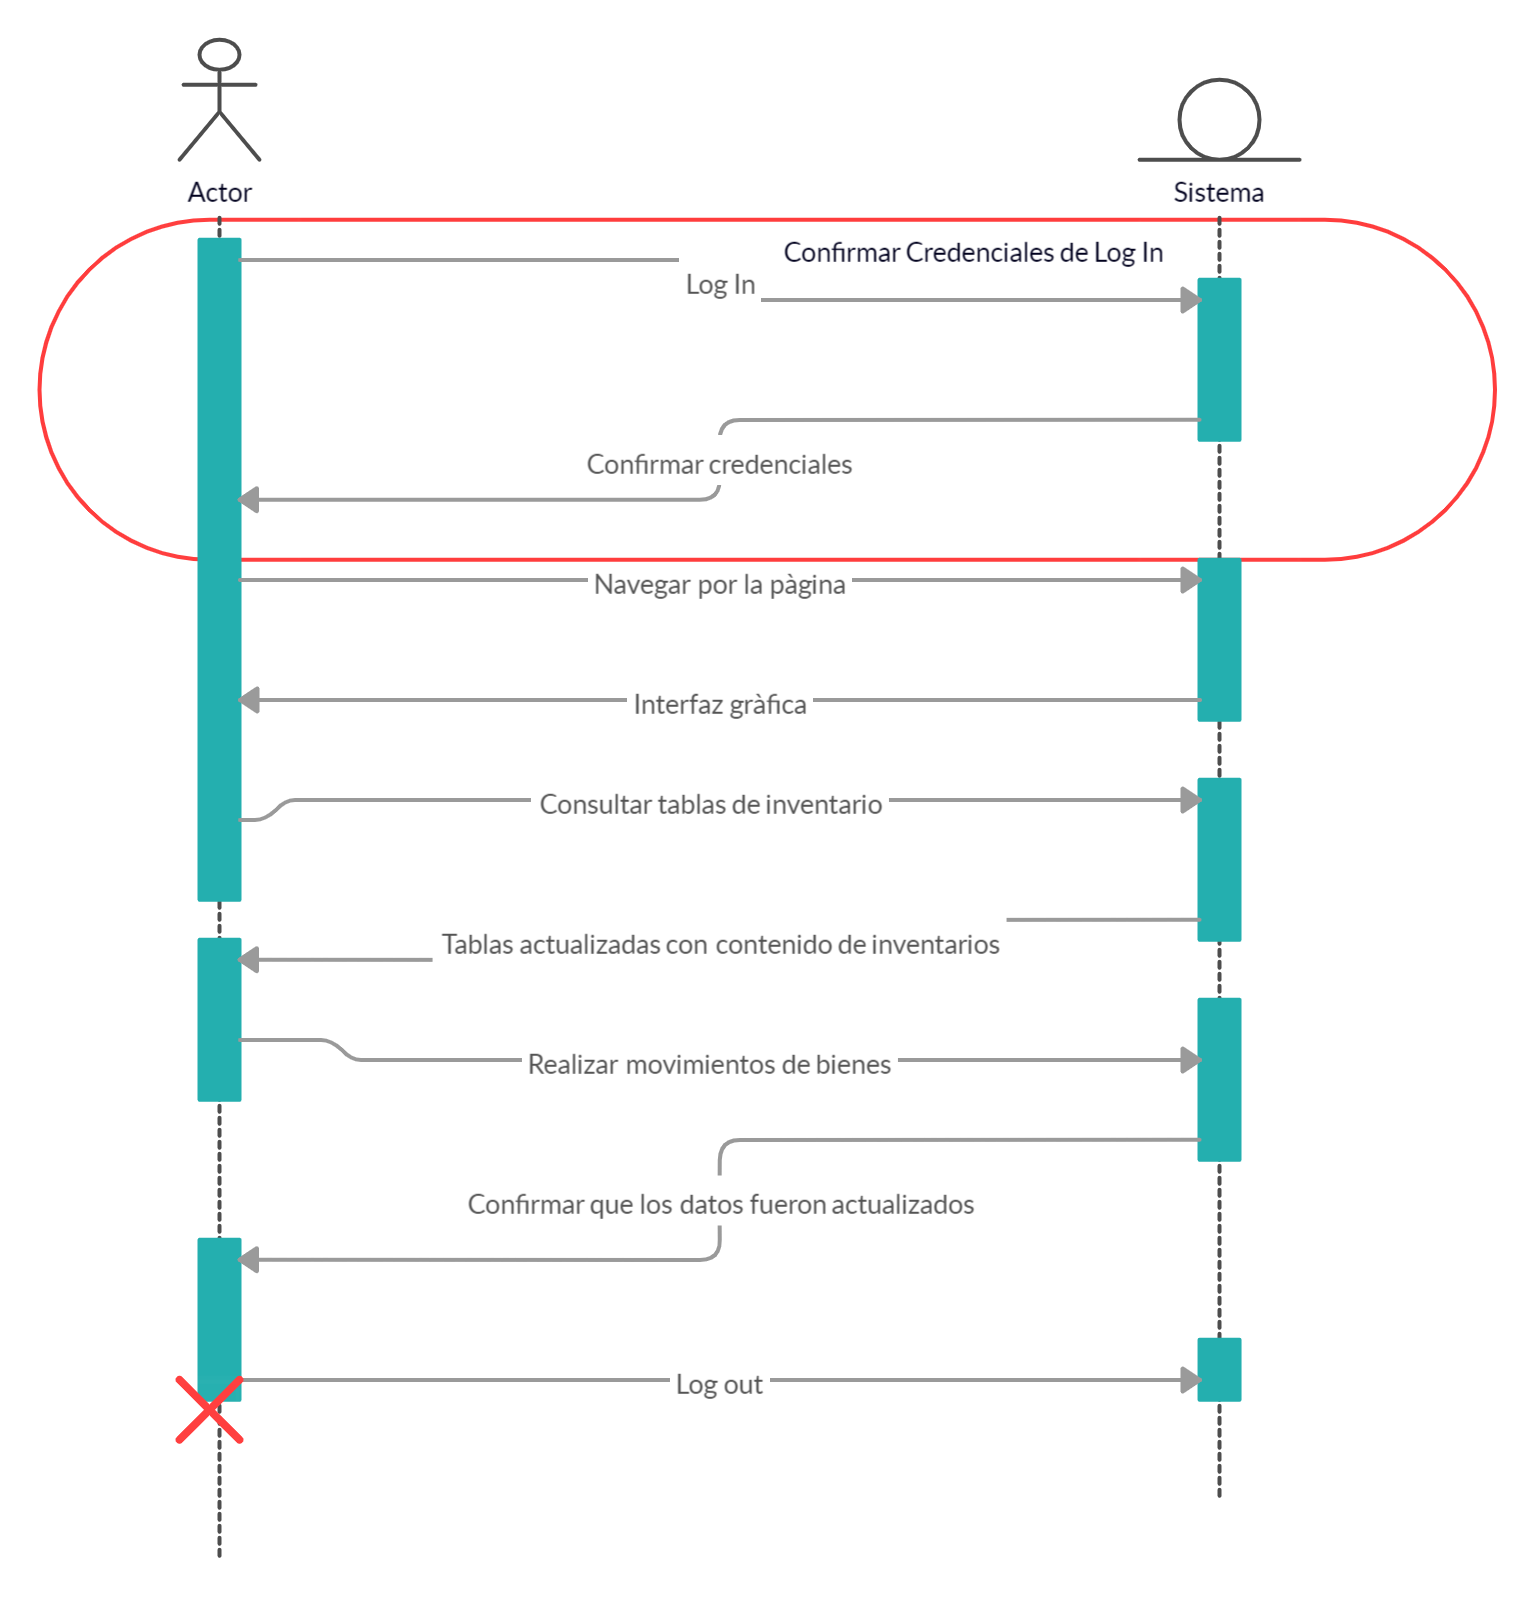 Actor
Sistema
Confirmar Credenciales de Log In
Log In
Confirmar credenciales
Navegar por la pàgina
Interfaz gràfica
Consultar tablas de inventario
Tablas actualizadas con contenido de inventarios
Realizar movimientos de bienes
Confirmar que los datos fueron actualizados
Log out